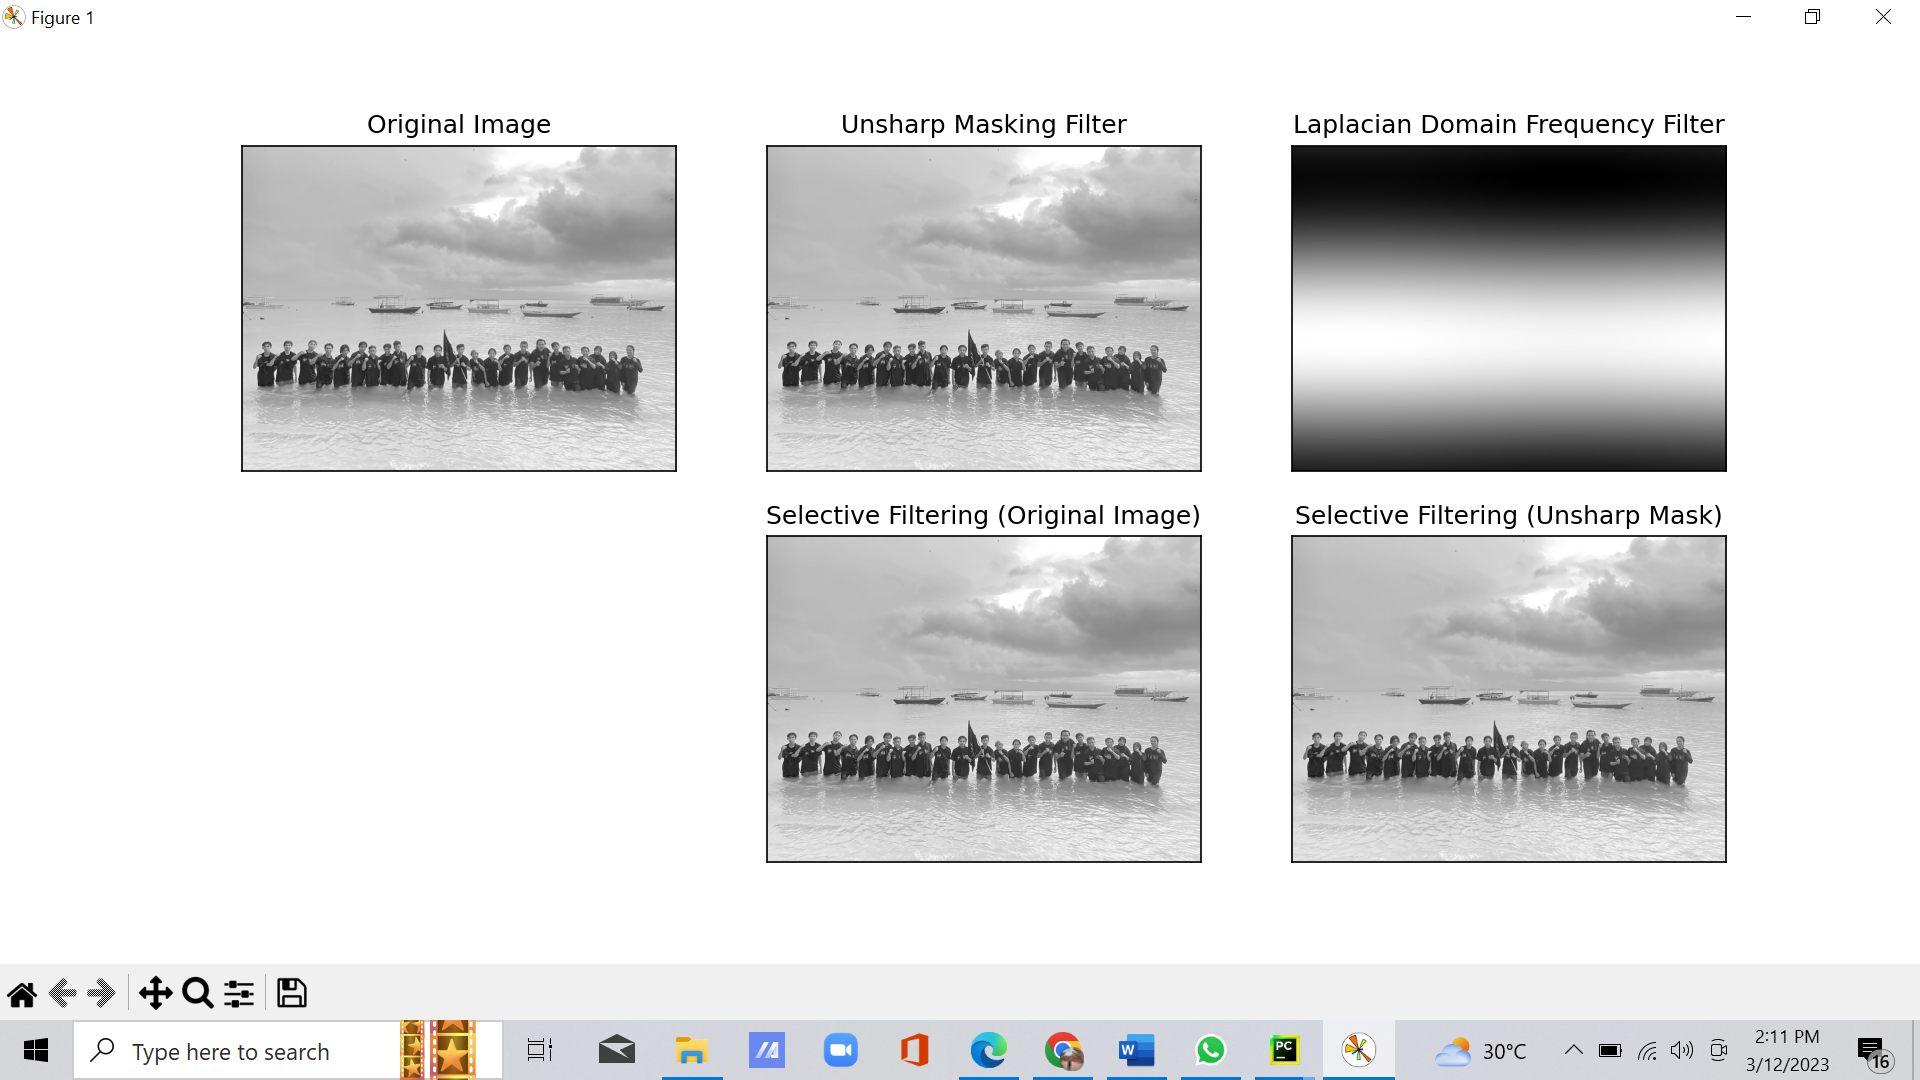 Figure 1
Original Image
Unsharp Masking Filter
Laplacian Domain Frequency Filter
Selective Filtering (Original Image)
Selective Filtering (Unsharp Mask)
Type here to search
W
PC
30°C
2:11 PM
3/12/2023
16